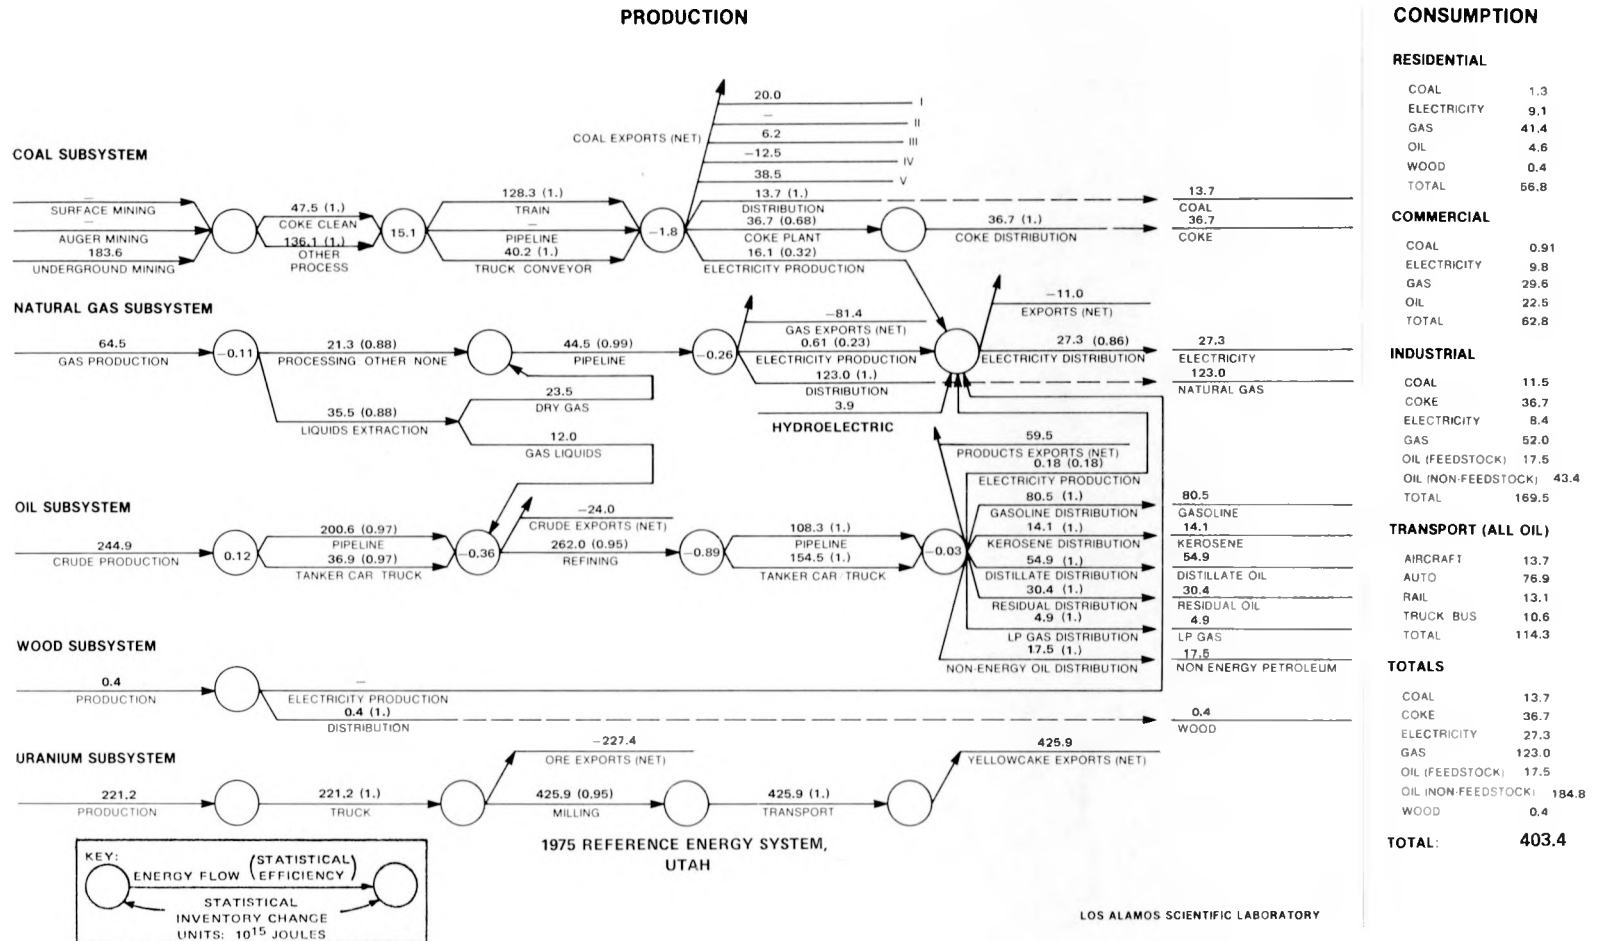 PRODUCTION
COAL SUBSYSTEM
—
SURFACE MINING
—
AUGER MINING
183.6
UNDERGROUND MINING
47.5 (1.)
COKE CLEAN
136.1 (1.)
OTHER
PROCESS
15.1
128.3 (1.)
TRAIN
—
PIPELINE
40.2 (1.)
TRUCK CONVEYOR
−1.8
COAL EXPORTS (NET)
20.0 I
— II
6.2 III
−12.5 IV
38.5 V
13.7 (1.)
DISTRIBUTION
36.7 (0.68)
COKE PLANT
16.1 (0.32)
ELECTRICITY PRODUCTION
36.7 (1.)
COKE DISTRIBUTION
13.7
COAL
36.7
COKE
NATURAL GAS SUBSYSTEM
64.5
GAS PRODUCTION
−0.11
21.3 (0.88)
PROCESSING OTHER NONE
35.5 (0.88)
LIQUIDS EXTRACTION
44.5 (0.99)
PIPELINE
23.5
DRY GAS
12.0
GAS LIQUIDS
−0.26
−81.4
GAS EXPORTS (NET)
0.61 (0.23)
ELECTRICITY PRODUCTION
123.0 (1.)
DISTRIBUTION
3.9
HYDROELECTRIC
−11.0
EXPORTS (NET)
27.3 (0.86)
ELECTRICITY DISTRIBUTION
27.3
ELECTRICITY
123.0
NATURAL GAS
OIL SUBSYSTEM
244.9
CRUDE PRODUCTION
0.12
200.6 (0.97)
PIPELINE
36.9 (0.97)
TANKER CAR TRUCK
−0.36
−24.0
CRUDE EXPORTS (NET)
262.0 (0.95)
REFINING
−0.89
108.3 (1.)
PIPELINE
154.5 (1.)
TANKER CAR/TRUCK
−0.03
59.5
PRODUCTS EXPORTS (NET)
0.18 (0.18)
ELECTRICITY PRODUCTION
80.5 (1.)
GASOLINE DISTRIBUTION
14.1 (1.)
KEROSENE DISTRIBUTION
54.9 (1.)
DISTILLATE DISTRIBUTION
30.4 (1.)
RESIDUAL DISTRIBUTION
4.9 (1.)
LP GAS DISTRIBUTION
17.5 (1.)
NON-ENERGY OIL DISTRIBUTION
80.5
GASOLINE
14.1
KEROSENE
54.9
DISTILLATE OIL
30.4
RESIDUAL OIL
4.9
LP GAS
17.5
NON ENERGY PETROLEUM
WOOD SUBSYSTEM
0.4
PRODUCTION
—
ELECTRICITY PRODUCTION
0.4 (1.)
DISTRIBUTION
0.4
WOOD
URANIUM SUBSYSTEM
221.2
PRODUCTION
221.2 (1.)
TRUCK
−227.4
ORE EXPORTS (NET)
425.9 (0.95)
MILLING
425.9 (1.)
TRANSPORT
425.9
YELLOWCAKE EXPORTS (NET)
KEY:
ENERGY FLOW (STATISTICAL
EFFICIENCY)
STATISTICAL
INVENTORY CHANGE
UNITS: 10^15 JOULES
1975 REFERENCE ENERGY SYSTEM,
UTAH
LOS ALAMOS SCIENTIFIC LABORATORY
CONSUMPTION
RESIDENTIAL
COAL 1.3
ELECTRICITY 9.1
GAS 41.4
OIL 4.6
WOOD 0.4
TOTAL 56.8
COMMERCIAL
COAL 0.91
ELECTRICITY 9.8
GAS 29.6
OIL 22.5
TOTAL 62.8
INDUSTRIAL
COAL 11.5
COKE 36.7
ELECTRICITY 8.4
GAS 52.0
OIL (FEEDSTOCK) 17.5
OIL (NON-FEEDSTOCK) 43.4
TOTAL 169.5
TRANSPORT (ALL OIL)
AIRCRAFT 13.7
AUTO 76.9
RAIL 13.1
TRUCK BUS 10.6
TOTAL 114.3
TOTALS
COAL 13.7
COKE 36.7
ELECTRICITY 27.3
GAS 123.0
OIL (FEEDSTOCK) 17.5
OIL (NON-FEEDSTOCK) 184.8
WOOD 0.4
TOTAL: 403.4